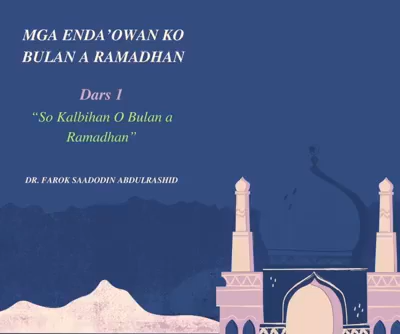 MGA ENDA’OWAN KO
BULAN A RAMADHAN
Dars 1
“So Kalbihan O Bulan a
Ramadhan”
DR. FAROK SAADODIN ABDULRASHID